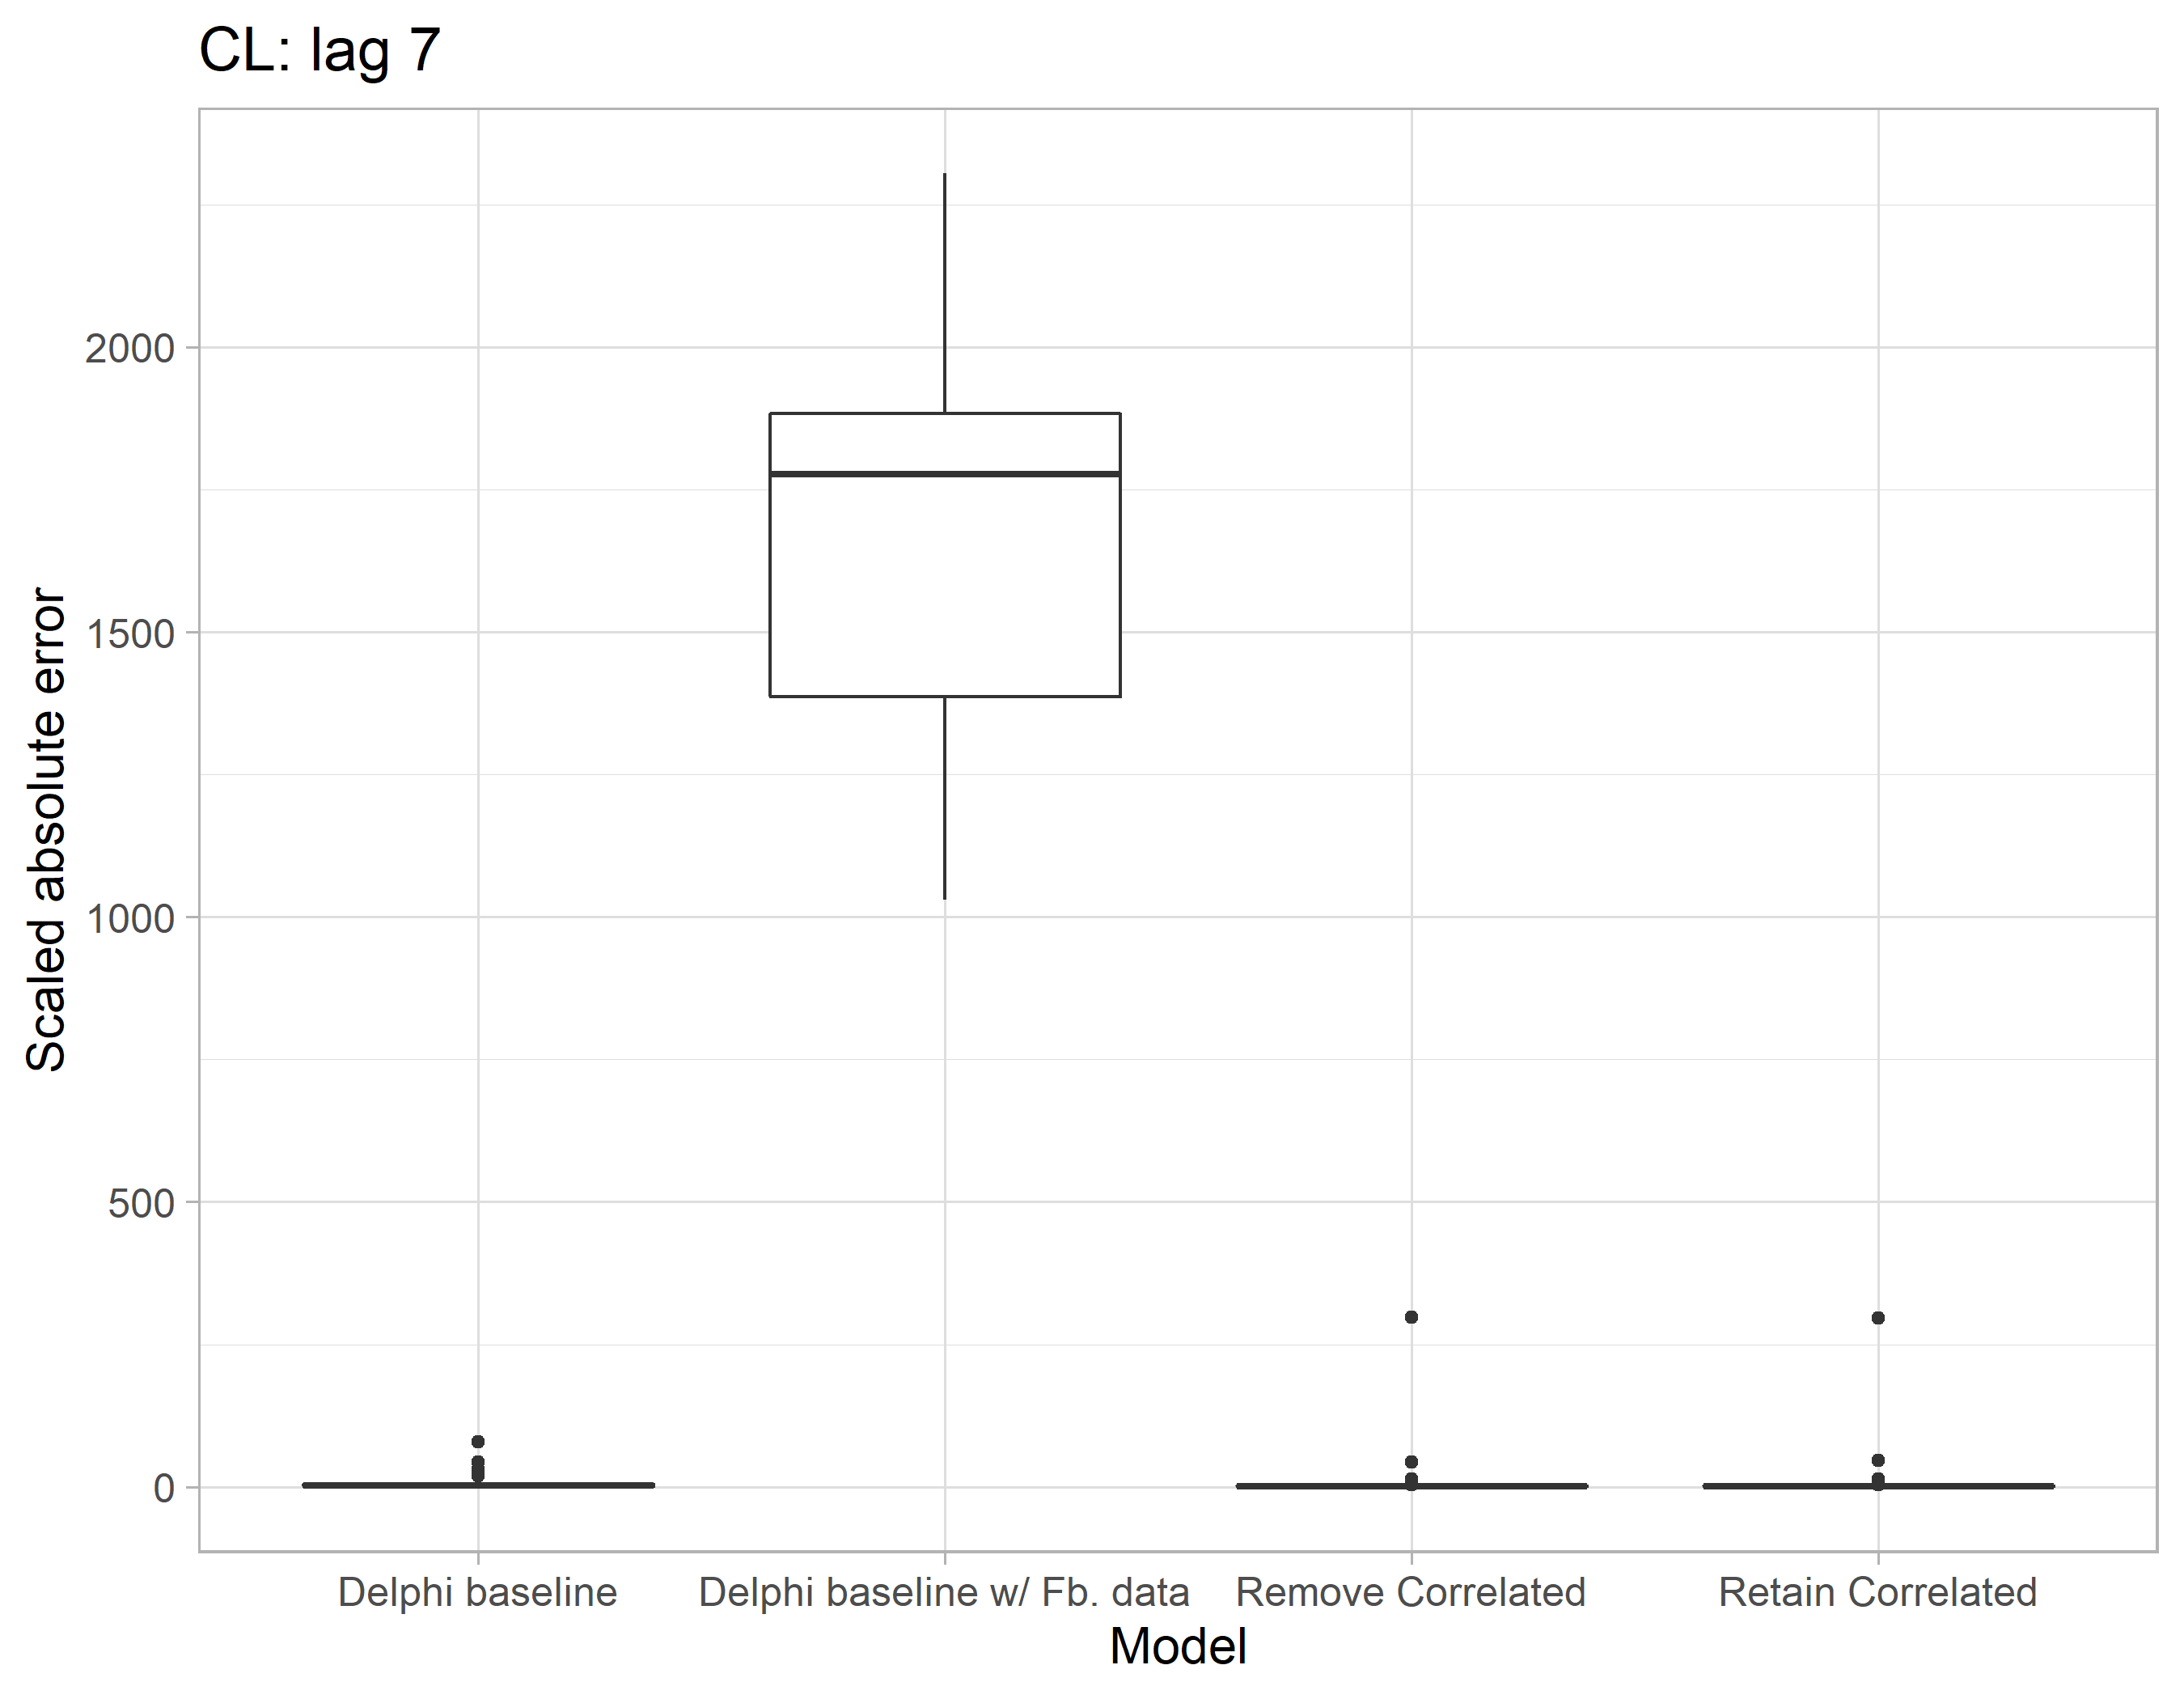 CL: lag 7
Scaled absolute error
2000
1500
1000
500
0
Delphi baseline
Delphi baseline w/ Fb. data
Remove Correlated
Retain Correlated
Model